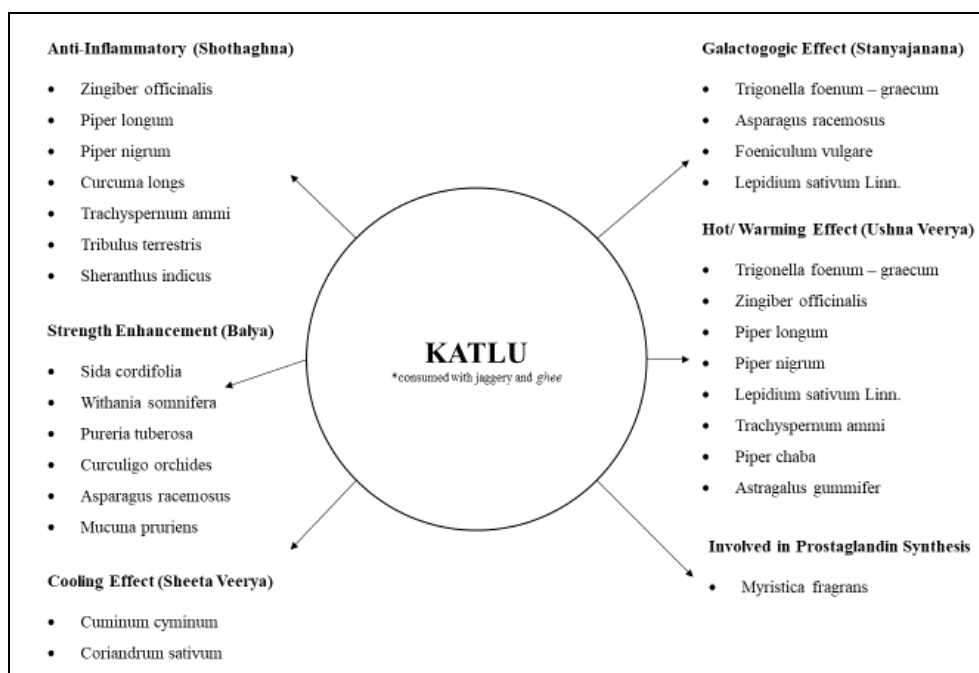 Anti-Inflammatory (Shothaghna)
• Zingiber officinalis
• Piper longum
• Piper nigrum
• Curcuma longs
• Trachyspernum ammi
• Tribulus terrestris
• Sheranthus indicus
Strength Enhancement (Balya)
• Sida cordifolia
• Withania somnifera
• Pureria tuberosa
• Curculigo orchides
• Asparagus racemosus
• Mucuna pruriens
Cooling Effect (Sheeta Veerya)
• Cuminum cyminum
• Coriandrum sativum
KATLU
*consumed with jaggery and ghee
Galactogogic Effect (Stanyajanana)
• Trigonella foenum – graecum
• Asparagus racemosus
• Foeniculum vulgare
• Lepidium sativum Linn.
Hot/ Warming Effect (Ushna Veerya)
• Trigonella foenum – graecum
• Zingiber officinalis
• Piper longum
• Piper nigrum
• Lepidium sativum Linn.
• Trachyspernum ammi
• Piper chaba
• Astragalus gummifer
Involved in Prostaglandin Synthesis
• Myristica fragrans